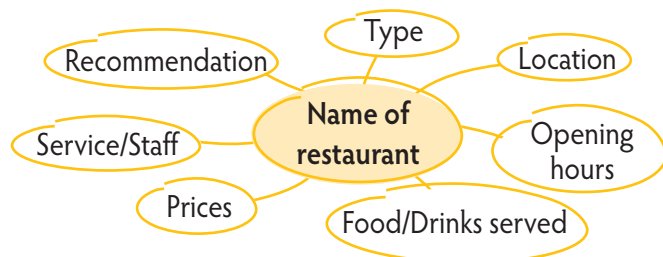 Type
Recommendation
Location
Name of
restaurant
Service/Staff
Opening
hours
Prices
Food/Drinks served